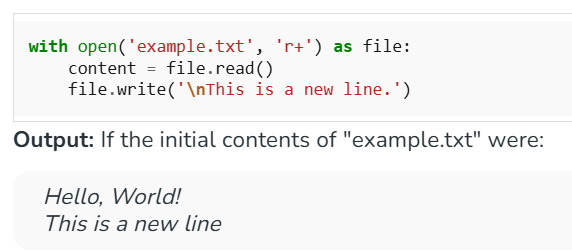 with open('example.txt', 'r+') as file:
    content = file.read()
    file.write('\nThis is a new line.')
Output: If the initial contents of "example.txt" were:
Hello, World!
This is a new line